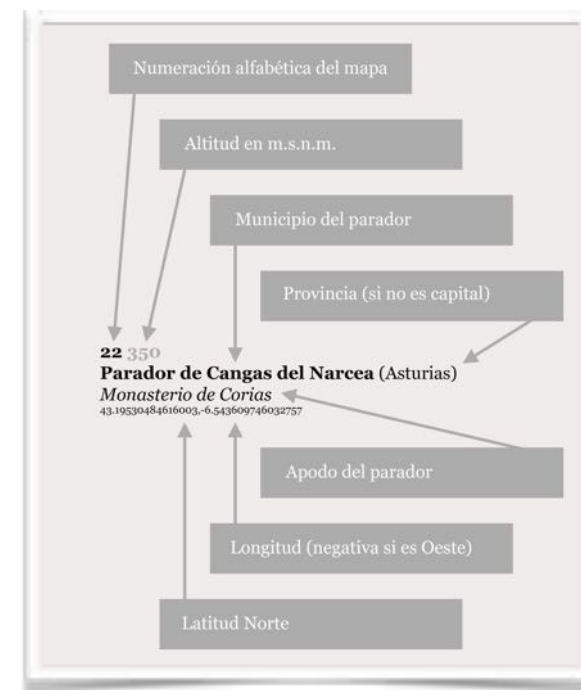 Numeración alfabética del mapa
Altitud en m.s.n.m.
Municipio del parador
Provincia (si no es capital)
22 350
Parador de Cangas del Narcea (Asturias)
Monasterio de Corias
43.19530484616003,-6.543609746032757
Apodo del parador
Longitud (negativa si es Oeste)
Latitud Norte